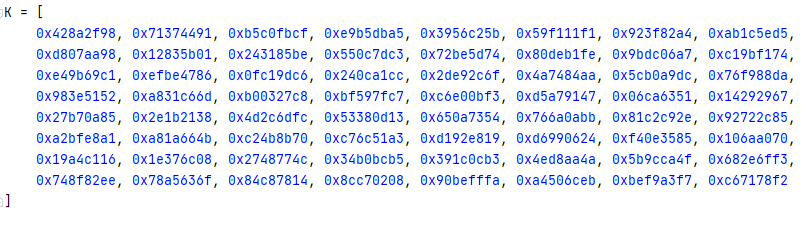 K = [
0x428a2f98, 0x71374491, 0xb5c0fbcf, 0xe9b5dba5, 0x3956c25b, 0x59f111f1, 0x923f82a4, 0xab1c5ed5,
0xd807aa98, 0x12835b01, 0x243185be, 0x550c7dc3, 0x72be5d74, 0x80deb1fe, 0x9bdc06a7, 0xc19bf174,
0xe49b69c1, 0xefbe4786, 0x0fc19dc6, 0x240ca1cc, 0x2de92c6f, 0x4a7484aa, 0x5cb0a9dc, 0x76f988da,
0x983e5152, 0xa831c66d, 0xb00327c8, 0xbf597fc7, 0xc6e00bf3, 0xd5a79147, 0x06ca6351, 0x14292967,
0x27b70a85, 0x2e1b2138, 0x4d2c6dfc, 0x53380d13, 0x650a7354, 0x766a0abb, 0x81c2c92e, 0x92722c85,
0xa2bfe8a1, 0xa81a664b, 0xc24b8b70, 0xc76c51a3, 0xd192e819, 0xd6990624, 0xf40e3585, 0x106aa070,
0x19a4c116, 0x1e376c08, 0x2748774c, 0x34b0bcb5, 0x391c0cb3, 0x4ed8aa4a, 0x5b9cca4f, 0x682e6ff3,
0x748f82ee, 0x78a5636f, 0x84c87814, 0x8cc70208, 0x90befffa, 0xa4506ceb, 0xbef9a3f7, 0xc67178f2
]